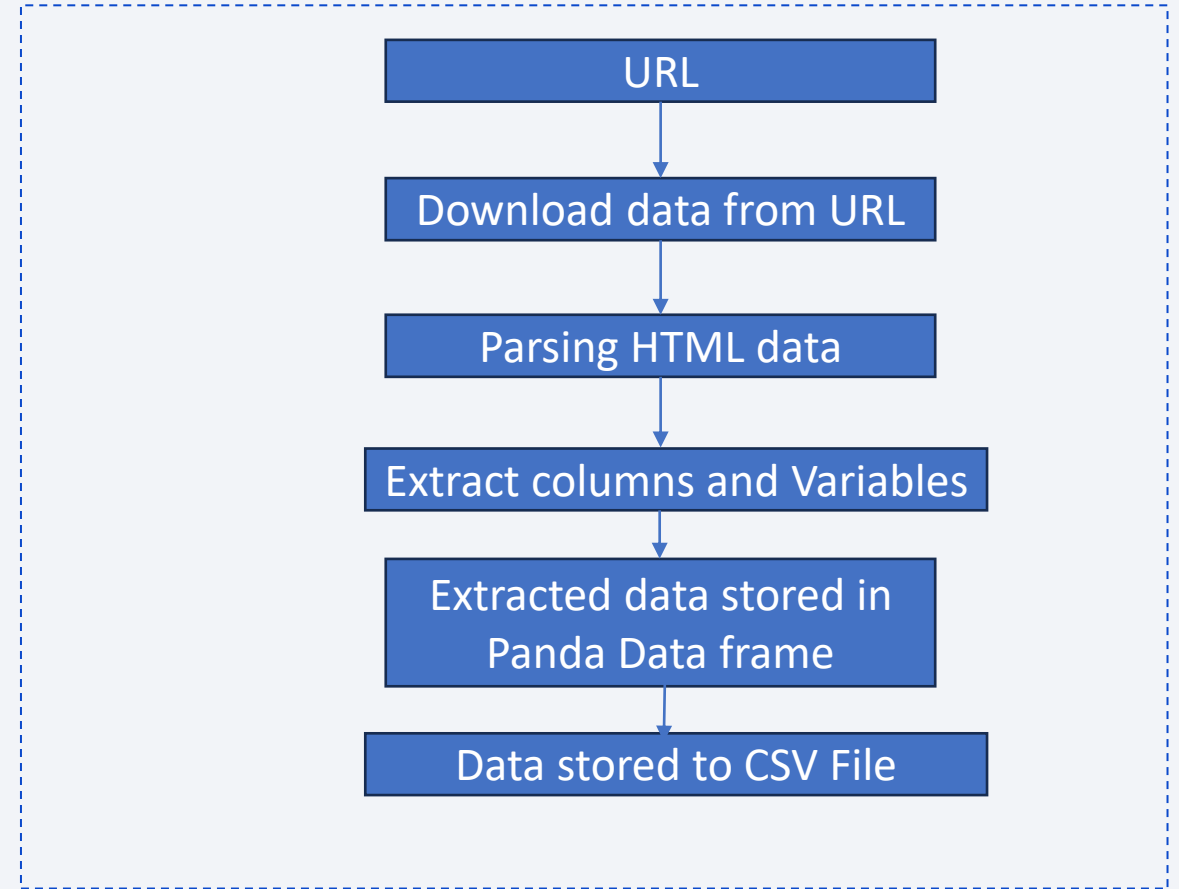 URL
Download data from URL
Parsing HTML data
Extract columns and Variables
Extracted data stored in
Panda Data frame
Data stored to CSV File